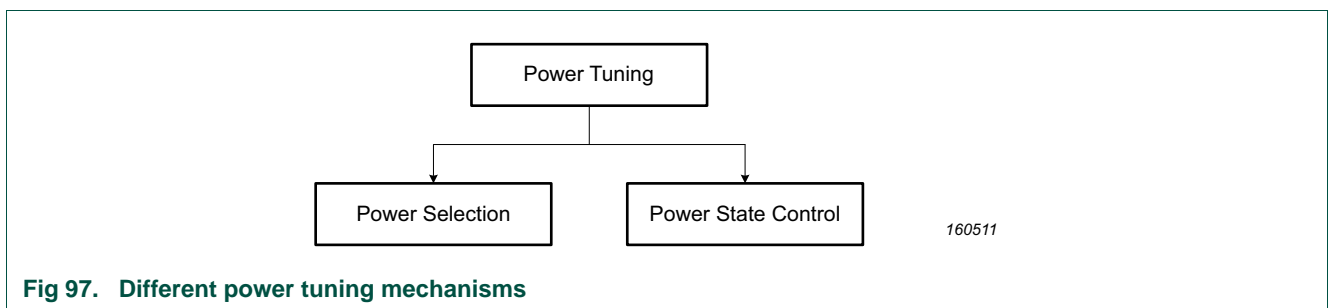 Power Tuning
Power Selection
Power State Control
160511
Fig 97. Different power tuning mechanisms